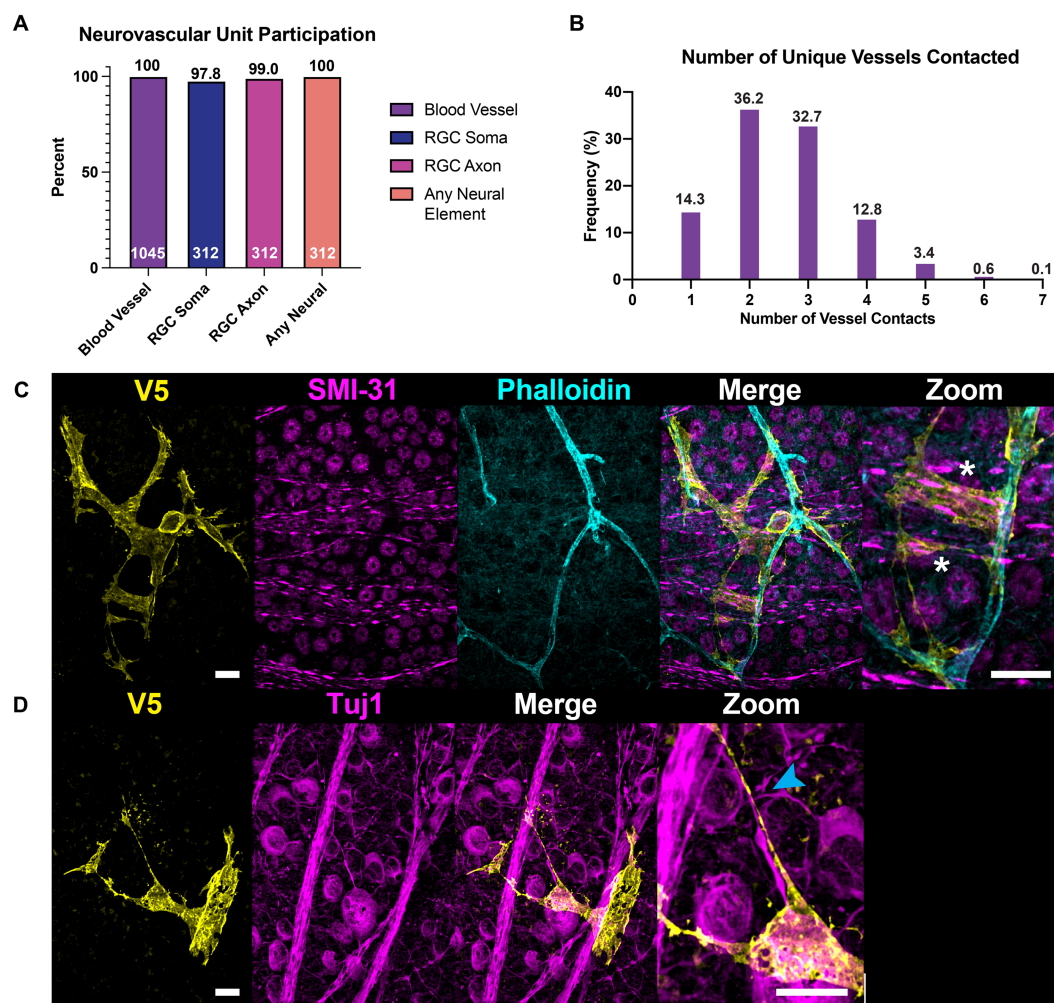 A
Neurovascular Unit Participation
100 97.8 99.0 100
100
50
0
Percent
1045 312 312 312
Blood Vessel
RGC Soma
RGC Axon
Any Neural
Blood Vessel
RGC Soma
RGC Axon
Any Neural
Element
B
Number of Unique Vessels Contacted
Frequency (%)
40
30
20
10
0
14.3
36.2
32.7
12.8
3.4
0.6
0.1
0 1 2 3 4 5 6 7
Number of Vessel Contacts
C
V5 SMI-31 Phalloidin Merge Zoom
*
*
D
V5 Tuj1 Merge Zoom